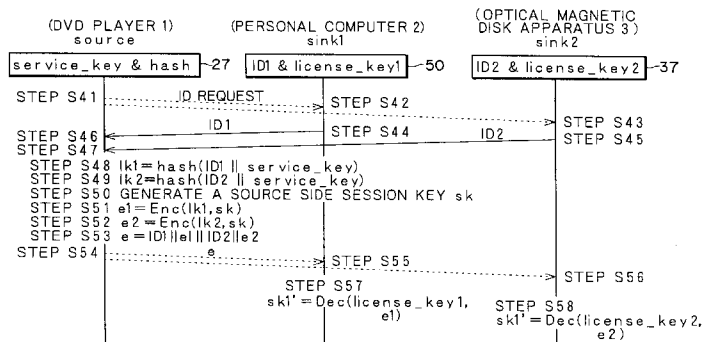 (DVD PLAYER 1)
source
(PERSONAL COMPUTER 2)
sink1
(OPTICAL MAGNETIC
DISK APPARATUS 3)
sink2
service_key & hash
27
ID1 & license_key1
50
ID2 & license_key2
37
STEP S41
ID REQUEST
STEP S42
STEP S43
STEP S46
ID1
STEP S44
ID2
STEP S45
STEP S47
STEP S48 lk1=hash(ID1 || service_key)
STEP S49 lk2=hash(ID2 || service_key)
STEP S50 GENERATE A SOURCE SIDE SESSION KEY sk
STEP S51 e1=Enc(lk1,sk)
STEP S52 e2=Enc(lk2,sk)
STEP S53 e=ID1||e1||ID2||e2
STEP S54
e
STEP S55
STEP S56
STEP S57
sk1'=Dec(license_key1,
e1)
STEP S58
sk1'=Dec(license_key2,
e2)